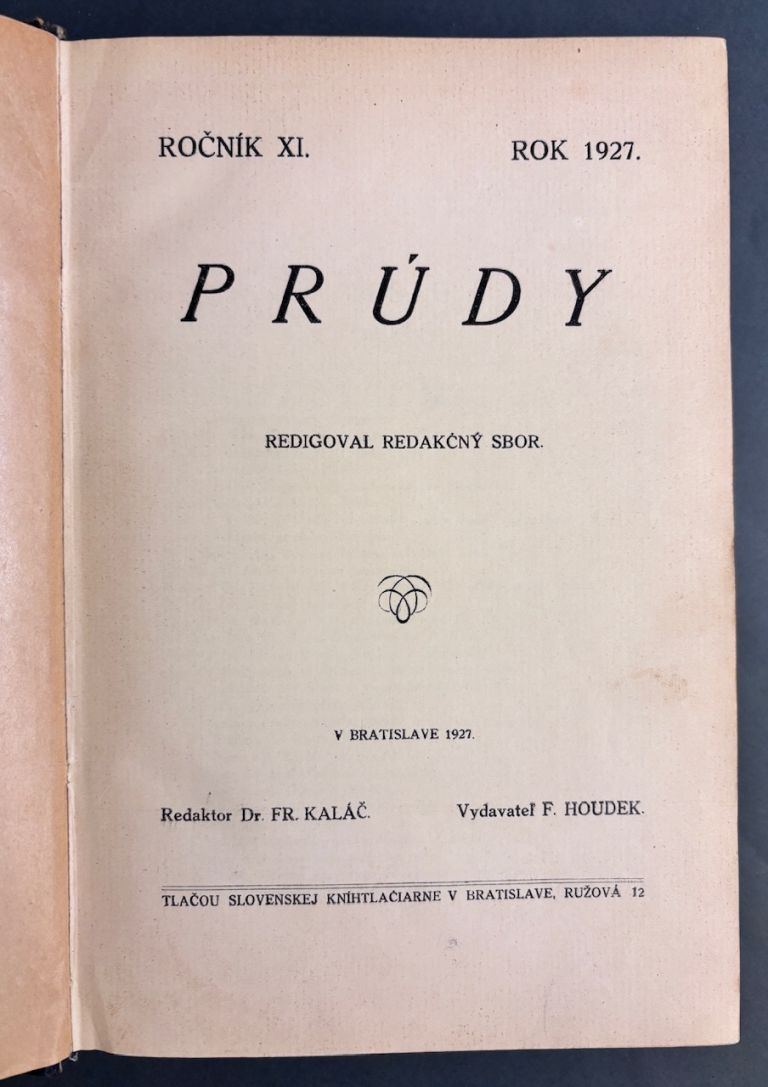 ROČNÍK XI. ROK 1927.
PRÚDY
REDIGOVAL REDAKČNÝ SBOR.
V BRATISLAVE 1927.
Redaktor Dr. FR. KALÁČ. Vydavateľ F. HOUDEK.
TLAČOU SLOVENSKEJ KNÍHTLAČIARNE V BRATISLAVE, RUŽOVÁ 12